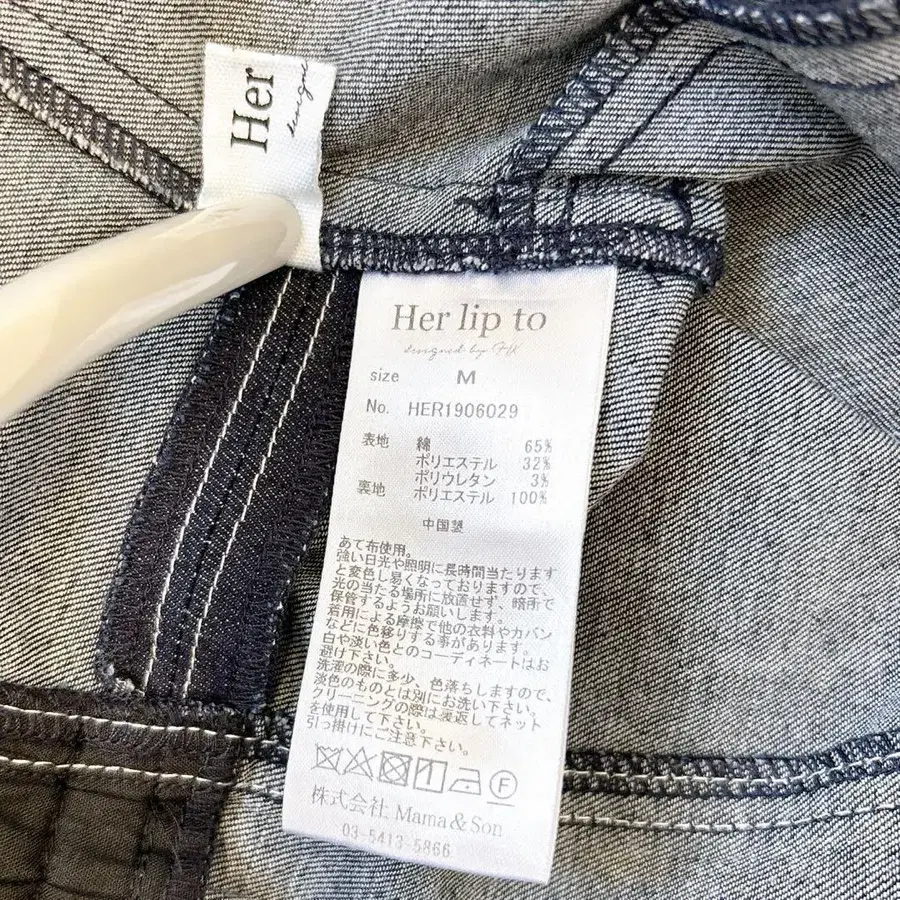 Her
design
Her lip to
designed by HK
size M
No. HER1906029
表地 綿 65%
ポリエステル 32%
ポリウレタン 3%
裏地 ポリエステル 100%
中国製
あて布使用。
強い日光や照明に長時間当たります
と変色し易くなっておりますので、
光の当たる場所に放置せず、暗所で
保管するようお願いします。
着用による摩擦で他の衣料やカバン
などに色移りする事があります。
白や淡い色とのコーディネートはお
避け下さい。
洗濯の際に多少、色落ちしますので、
淡色のものとは別にお洗い下さい。
クリーニングの際は裏返してネット
を使用して下さい。
引っ掛けにご注意下さい。
F
株式会社 Mama&Son
03-5413-5866